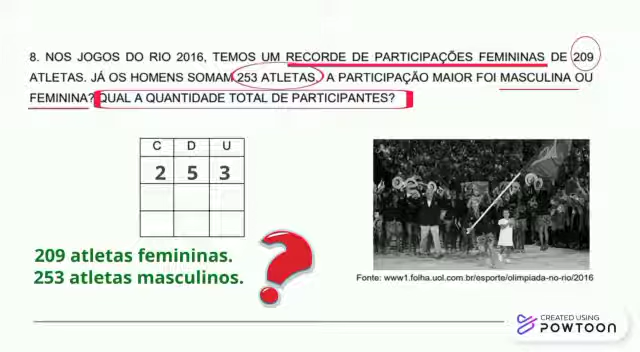 8. NOS JOGOS DO RIO 2016, TEMOS UM RECORDE DE PARTICIPAÇÕES FEMININAS DE 209
ATLETAS. JÁ OS HOMENS SOMAM 253 ATLETAS. A PARTICIPAÇÃO MAIOR FOI MASCULINA OU
FEMININA? QUAL A QUANTIDADE TOTAL DE PARTICIPANTES?
C D U
2 5 3
209 atletas femininas.
253 atletas masculinos.
?
Fonte: www1.folha.uol.com.br/esporte/olimpiada-no-rio/2016
CREATED USING
POWTOON